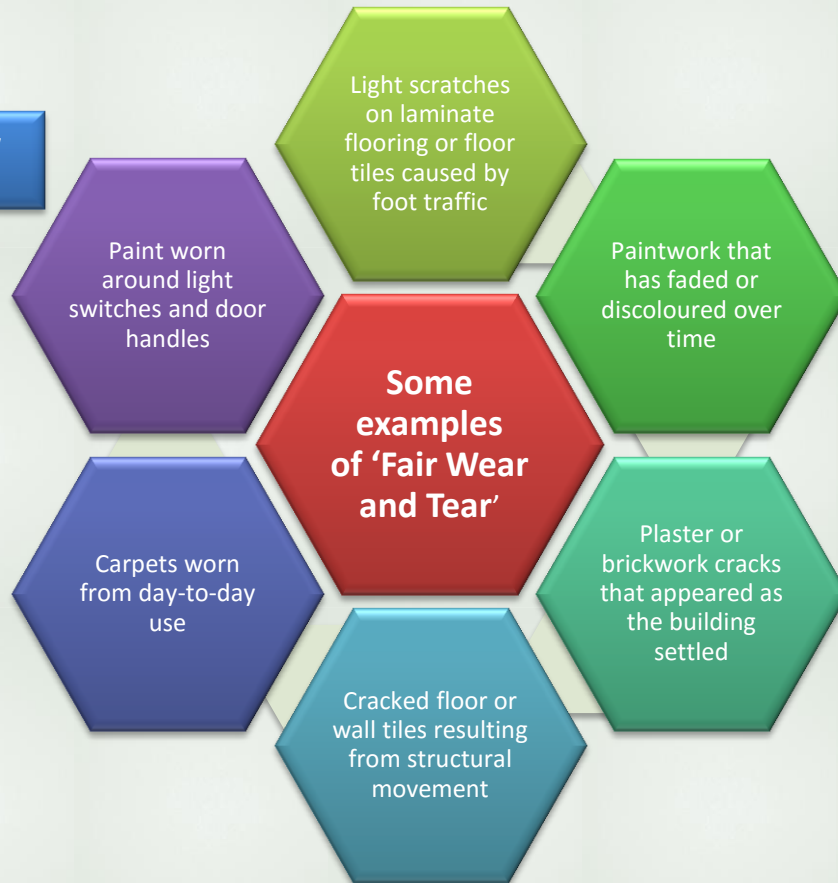 Some
examples
of ‘Fair Wear
and Tear’
Light scratches
on laminate
flooring or floor
tiles caused by
foot traffic
Paintwork that
has faded or
discoloured over
time
Plaster or
brickwork cracks
that appeared as
the building
settled
Cracked floor or
wall tiles resulting
from structural
movement
Carpets worn
from day-to-day
use
Paint worn
around light
switches and door
handles